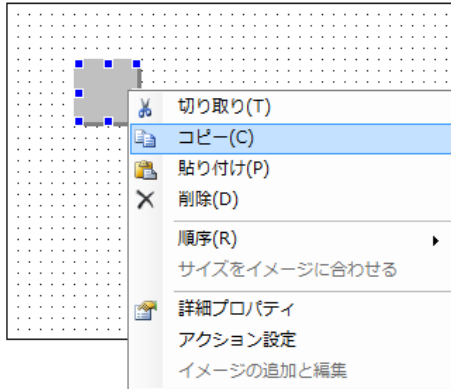 切り取り(T)
コピー(C)
貼り付け(P)
削除(D)
順序(R)
サイズをイメージに合わせる
詳細プロパティ
アクション設定
イメージの追加と編集